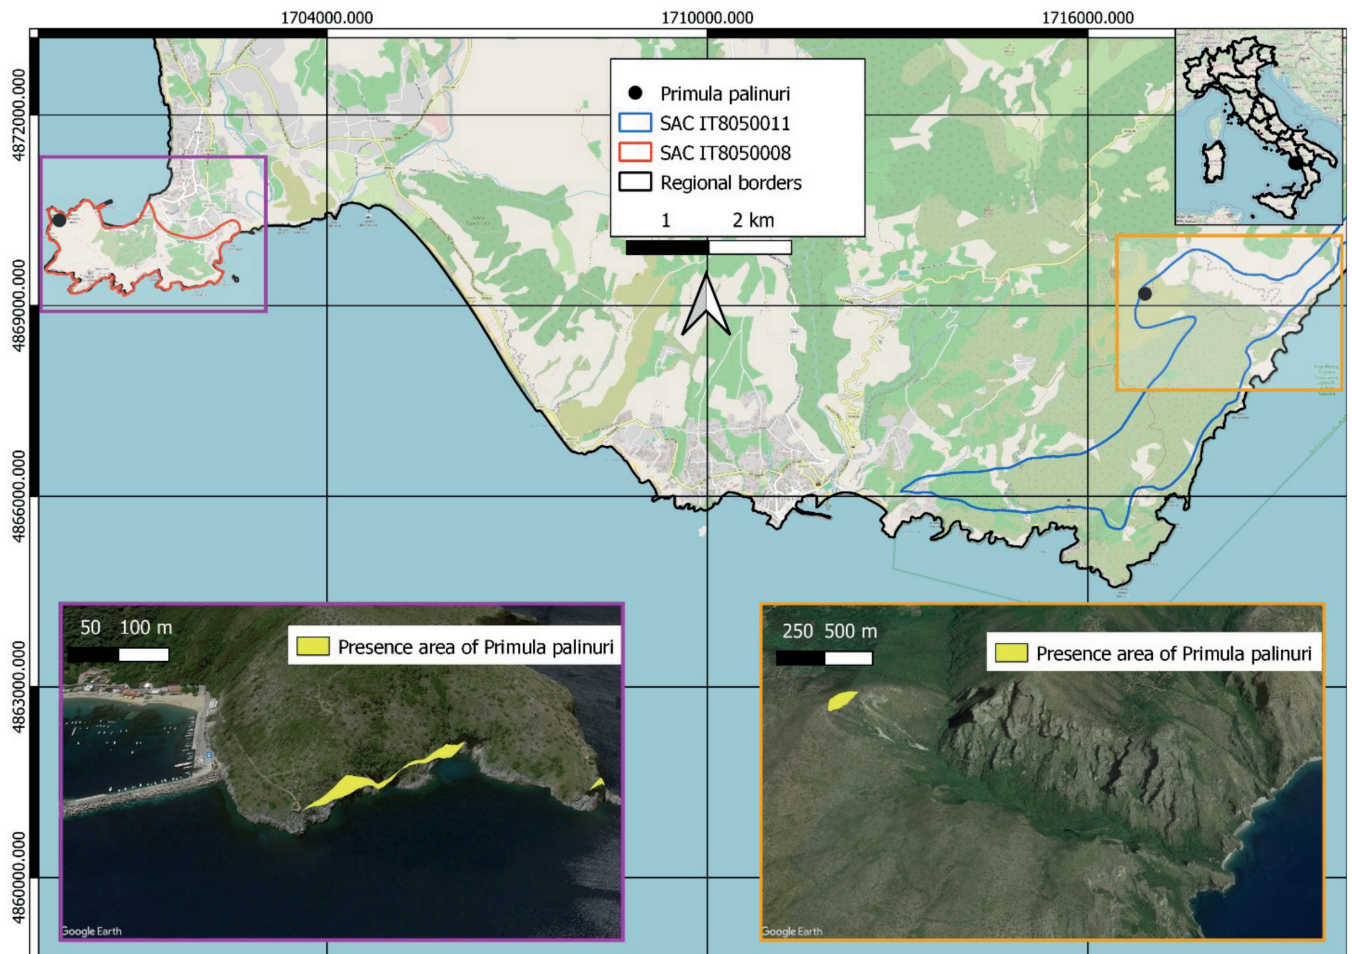 1704000.000
1710000.000
1716000.000
4872000.000
4869000.000
4866000.000
4863000.000
4860000.000
Primula palinuri
SAC IT8050011
SAC IT8050008
Regional borders
1 2 km
50 100 m
Presence area of Primula palinuri
Google Earth
250 500 m
Presence area of Primula palinuri
Google Earth